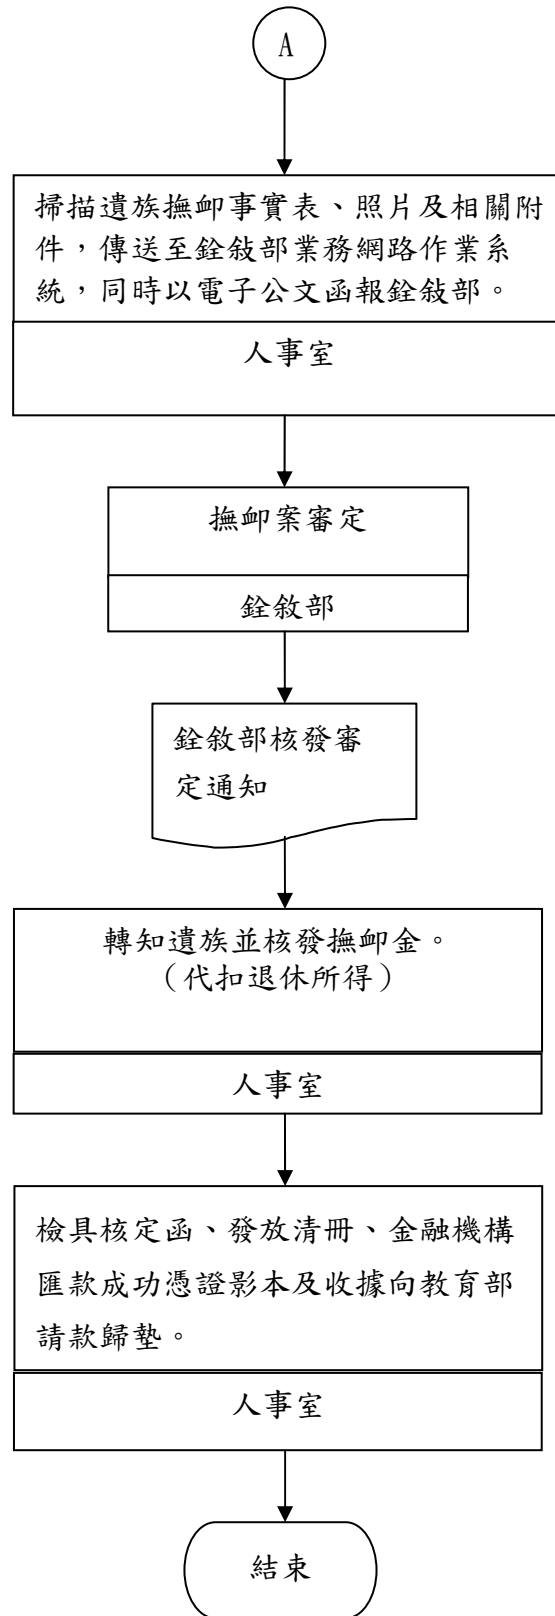 A
掃描遺族撫卹事實表、照片及相關附
件，傳送至銓敍部業務網路作業系
統，同時以電子公文函報銓敍部。
人事室
撫卹案審定
銓敍部
銓敍部核發審
定通知
轉知遺族並核發撫卹金。
（代扣退休所得）
人事室
檢具核定函、發放清冊、金融機構
匯款成功憑證影本及收據向教育部
請款歸墊。
人事室
結束